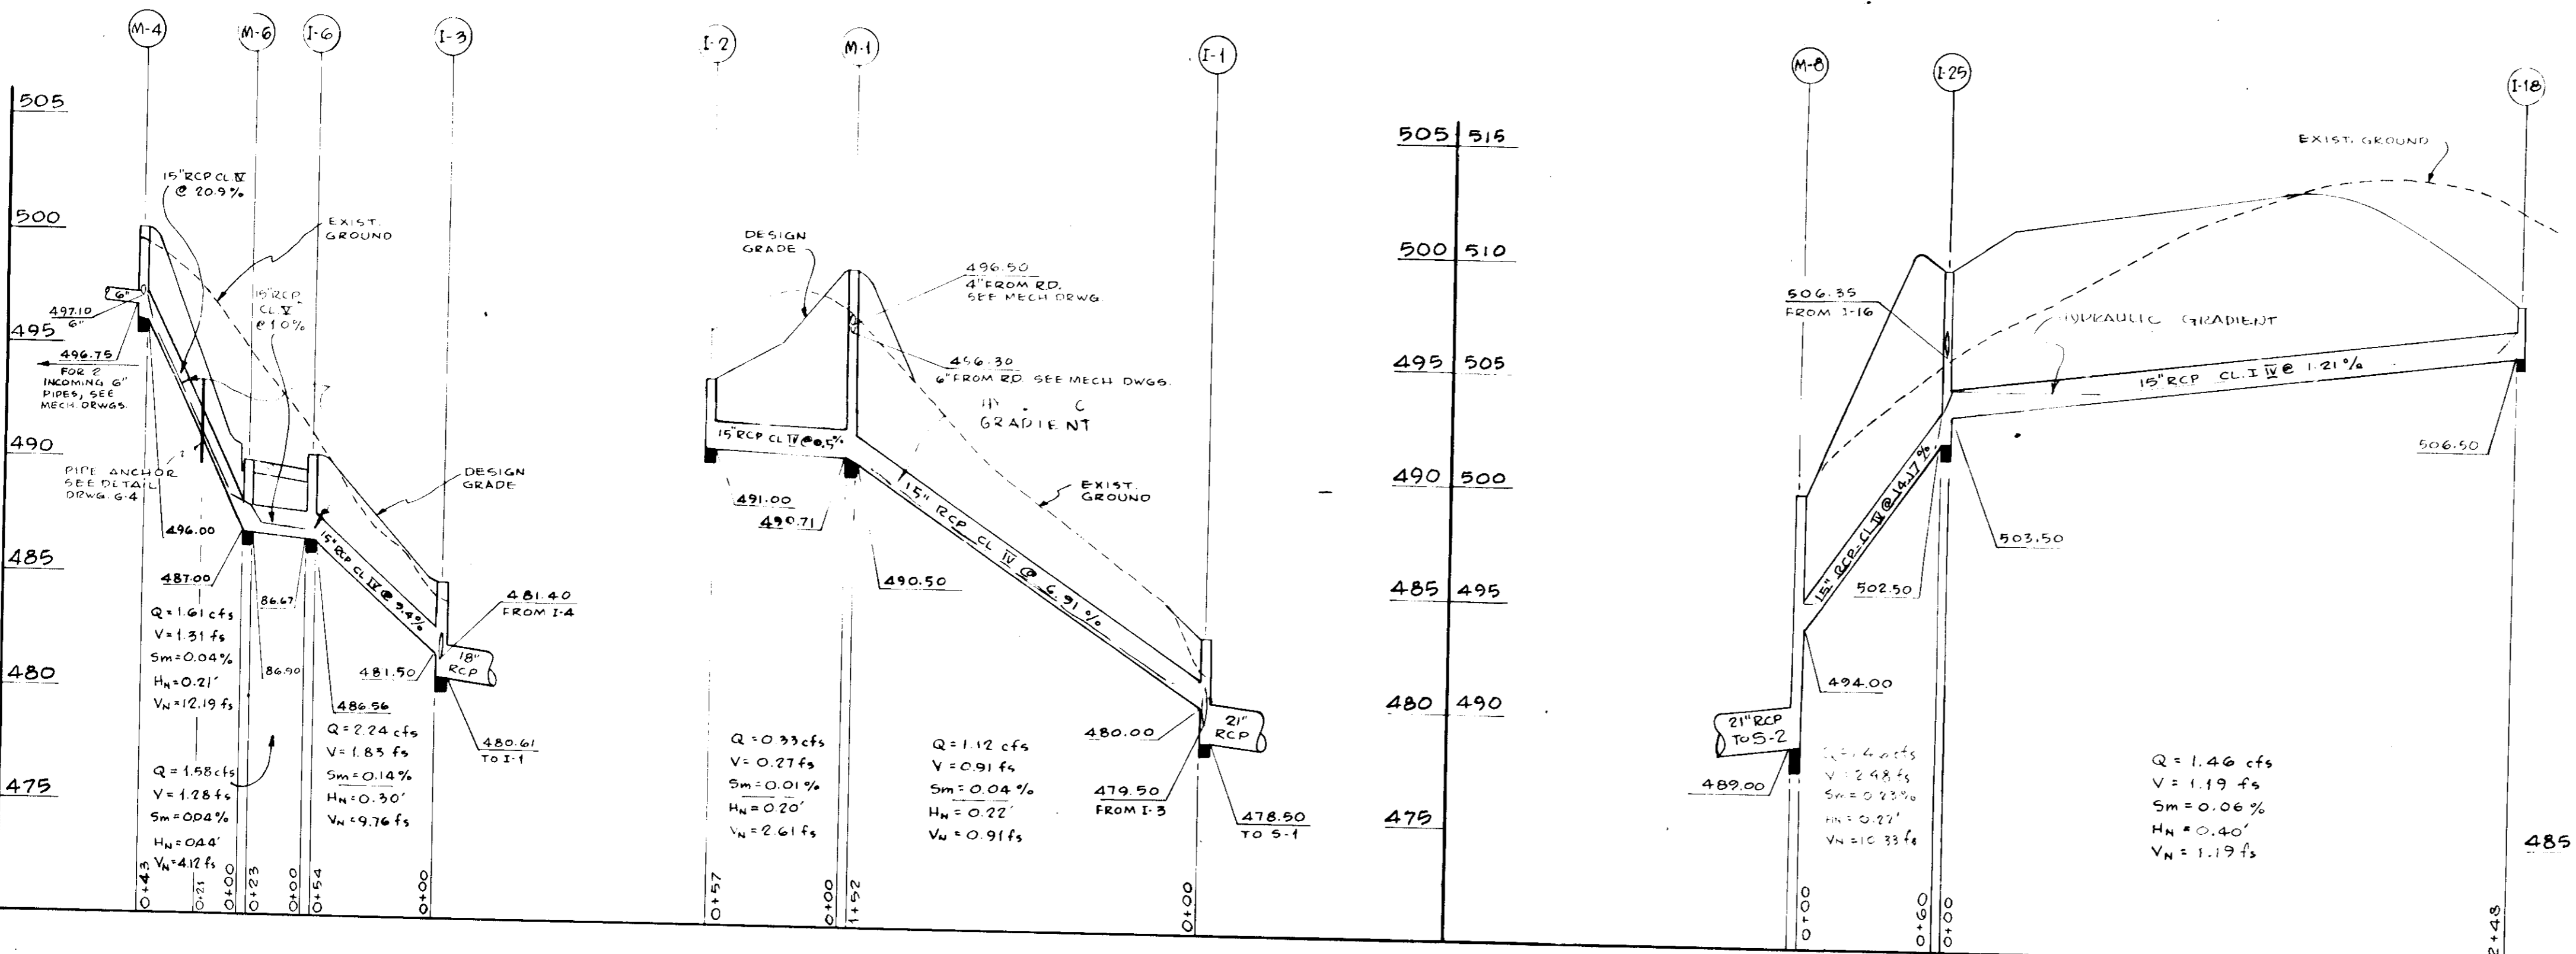 M-4
M-6
I-6
I-3
I-2
M-1
I-1
M-8
I-25
I-18
505
500
495
490
485
480
475
15" RCP CL. IV
@ 20.9%
EXIST.
GROUND
15" RCP
CL. V
@ 1.0%
6"
497.10
6"
496.75
FOR 2
INCOMING 6"
PIPES, SEE
MECH. DRWGS.
PIPE ANCHOR
SEE DETAIL
DRWG. G-4
496.00
487.00
86.67
86.90
DESIGN
GRADE
15" RCP CL IV @ 9.4%
481.40
FROM I-4
18"
RCP
481.50
486.56
480.61
TO I-1
Q = 1.61 cfs
V = 1.31 fs
Sm = 0.04%
HN = 0.21'
VN = 12.19 fs
Q = 1.58 cfs
V = 1.28 fs
Sm = 0.04%
HN = 0.44'
VN = 4.12 fs
Q = 2.24 cfs
V = 1.83 fs
Sm = 0.14%
HN = 0.30'
VN = 9.76 fs
0+43
0+21
0+00
0+23
0+00
0+54
0+00
DESIGN
GRADE
496.50
4" FROM R.D.
SEE MECH DRWG.
496.30
6" FROM R.D. SEE MECH DWGS.
GRADIENT
15" RCP CL IV @ 0.5%
491.00
490.71
490.50
15" RCP CL IV @ 6.91%
EXIST.
GROUND
480.00
21"
RCP
479.50
FROM I-3
478.50
TO S-1
Q = 0.33 cfs
V = 0.27 fs
Sm = 0.01%
HN = 0.20'
VN = 2.61 fs
Q = 1.12 cfs
V = 0.91 fs
Sm = 0.04%
HN = 0.22'
VN = 0.91 fs
0+57
0+00
1+52
0+00
505 515
500 510
495 505
490 500
485 495
480 490
475
EXIST. GROUND
506.35
FROM I-16
HYDRAULIC GRADIENT
15" RCP CL. IV @ 1.21%
506.50
503.50
502.50
15" RCP CL IV @ 14.17%
494.00
21" RCP
TO S-2
489.00
V = 2.48 fs
Sm = 0.23%
VN = 10.33 fs
Q = 1.46 cfs
V = 1.19 fs
Sm = 0.06%
HN = 0.40'
VN = 1.19 fs
485
0+00
0+60
0+00
2+48